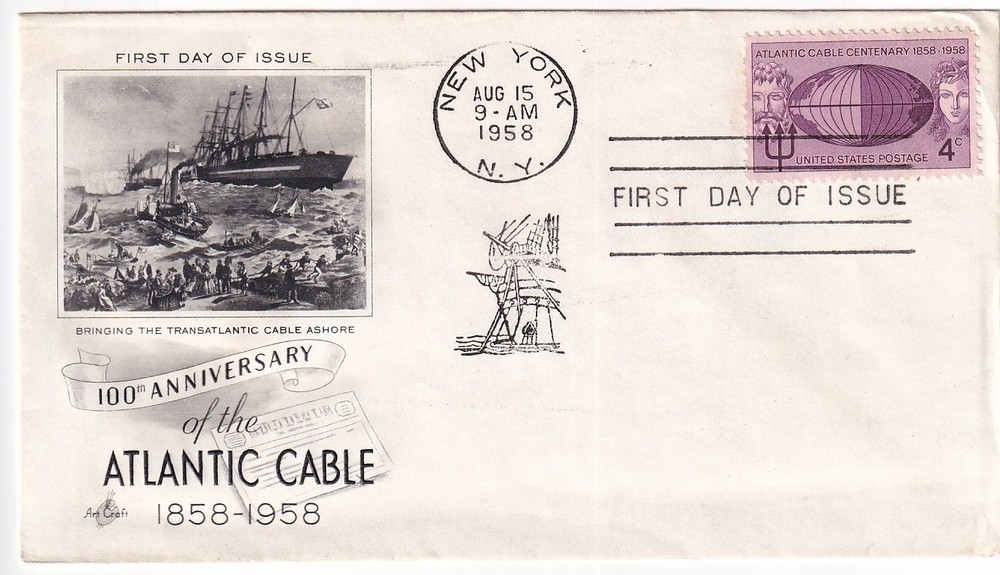 FIRST DAY OF ISSUE
BRINGING THE TRANSATLANTIC CABLE ASHORE
100th ANNIVERSARY
of the
ATLANTIC CABLE
1858-1958
Art Craft
NEW YORK
AUG 15
9-AM
1958
N.Y.
ATLANTIC CABLE CENTENARY 1858·1958
4c
UNITED STATES POSTAGE
FIRST DAY OF ISSUE